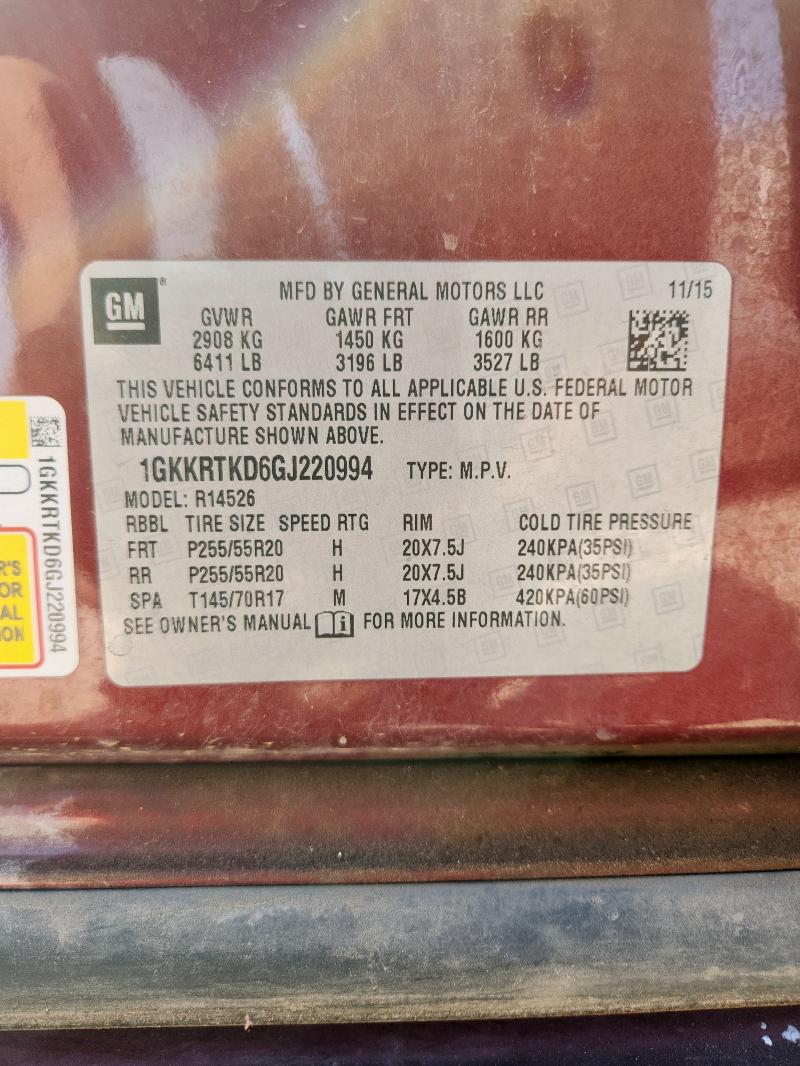 GM
MFD BY GENERAL MOTORS LLC 11/15
GVWR GAWR FRT GAWR RR
2908 KG 1450 KG 1600 KG
6411 LB 3196 LB 3527 LB
THIS VEHICLE CONFORMS TO ALL APPLICABLE U.S. FEDERAL MOTOR
VEHICLE SAFETY STANDARDS IN EFFECT ON THE DATE OF
MANUFACTURE SHOWN ABOVE.
1GKKRTKD6GJ220994 TYPE: M.P.V.
MODEL: R14526
RBBL TIRE SIZE SPEED RTG RIM COLD TIRE PRESSURE
FRT P255/55R20 H 20X7.5J 240KPA(35PSI)
RR P255/55R20 H 20X7.5J 240KPA(35PSI)
SPA T145/70R17 M 17X4.5B 420KPA(60PSI)
SEE OWNER'S MANUAL i FOR MORE INFORMATION.
1GKKRTKD6GJ220994
R'S
OR
AL
ION